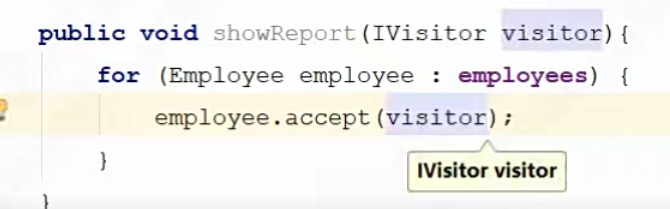 public void showReport(IVisitor visitor){
for (Employee employee : employees) {
employee.accept(visitor);
}
IVisitor visitor
}